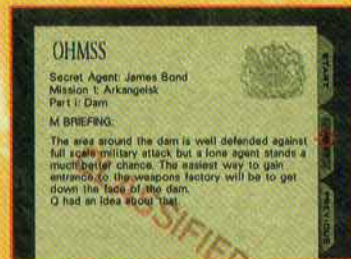 OHMSS
Secret Agent: James Bond
Mission 1: Arkangelsk
Part i: Dam
M BRIEFING:
The area around the dam is well defended against
full scale military attack but a lone agent stands a
much better chance. The easiest way to gain
entrance to the weapons factory will be to get
down the face of the dam.
Q had an idea about that.
CLASSIFIED
START
PREVIOUS